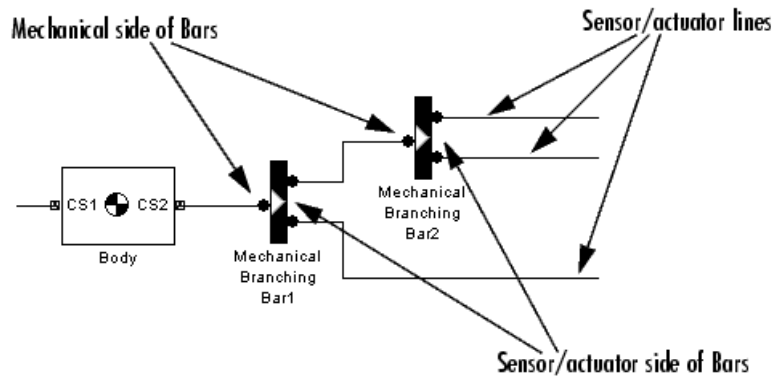 Mechanical side of Bars
Sensor/actuator lines
CS1 CS2
Body
Mechanical
Branching
Bar1
Mechanical
Branching
Bar2
Sensor/actuator side of Bars